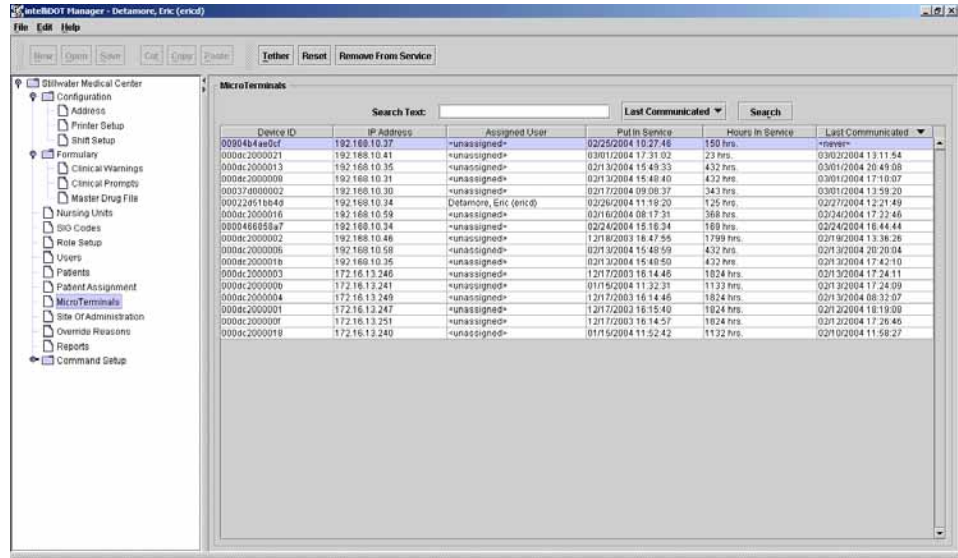 intelliDOT Manager - Detamore, Eric (ericd)
File Edit Help
New Open Save Cut Copy Paste Tether Reset Remove From Service
Stillwater Medical Center
Configuration
Address
Printer Setup
Shift Setup
Formulary
Clinical Warnings
Clinical Prompts
Master Drug File
Nursing Units
SIG Codes
Role Setup
Users
Patients
Patient Assignment
MicroTerminals
Site Of Administration
Override Reasons
Reports
Command Setup
MicroTerminals
Search Text: Last Communicated Search
Device ID IP Address Assigned User Put In Service Hours In Service Last Communicated
00904b4ae0cf 192.168.10.37 <unassigned> 02/25/2004 10:27:46 150 hrs. <never>
000dc2000021 192.168.10.41 <unassigned> 03/01/2004 17:31:02 23 hrs. 03/02/2004 13:11:54
000dc2000013 192.168.10.35 <unassigned> 02/13/2004 15:49:33 432 hrs. 03/01/2004 20:49:08
000dc2000008 192.168.10.31 <unassigned> 02/13/2004 15:48:40 432 hrs. 03/01/2004 17:10:07
00037d000002 192.168.10.30 <unassigned> 02/17/2004 09:08:37 343 hrs. 03/01/2004 13:59:20
00022d51bb4d 192.168.10.34 Detamore, Eric (ericd) 02/26/2004 11:18:20 125 hrs. 02/27/2004 12:21:49
000dc2000016 192.168.10.59 <unassigned> 02/16/2004 08:17:31 368 hrs. 02/24/2004 17:22:46
0800466858a7 192.168.10.34 <unassigned> 02/24/2004 15:16:34 169 hrs. 02/24/2004 16:44:44
000dc2000002 192.168.10.46 <unassigned> 12/18/2003 16:47:55 1799 hrs. 02/19/2004 13:36:26
000dc2000006 192.168.10.58 <unassigned> 02/13/2004 15:48:59 432 hrs. 02/13/2004 20:20:04
000dc200001b 192.168.10.35 <unassigned> 02/13/2004 15:48:50 432 hrs. 02/13/2004 17:42:10
000dc2000003 172.16.13.246 <unassigned> 12/17/2003 16:14:46 1824 hrs. 02/13/2004 17:24:11
000dc200000b 172.16.13.241 <unassigned> 01/15/2004 11:32:31 1133 hrs. 02/13/2004 17:24:09
000dc2000004 172.16.13.249 <unassigned> 12/17/2003 16:14:46 1824 hrs. 02/13/2004 08:32:07
000dc2000001 172.16.13.247 <unassigned> 12/17/2003 16:15:40 1824 hrs. 02/12/2004 18:19:08
000dc200000f 172.16.13.251 <unassigned> 12/17/2003 16:14:57 1824 hrs. 02/12/2004 17:26:46
000dc2000018 172.16.13.240 <unassigned> 01/15/2004 11:52:42 1132 hrs. 02/10/2004 11:58:27